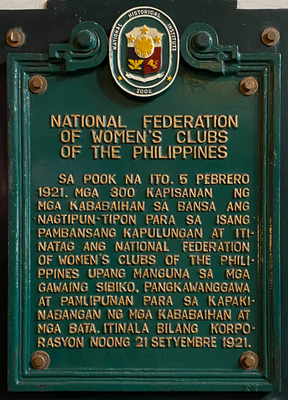 NATIONAL HISTORICAL INSTITUTE
2002
NATIONAL FEDERATION
OF WOMEN'S CLUBS
OF THE PHILIPPINES
SA POOK NA ITO, 5 PEBRERO
1921, MGA 300 KAPISANAN NG
MGA KABABAIHAN SA BANSA ANG
NAGTIPUN-TIPON PARA SA ISANG
PAMBANSANG KAPULUNGAN AT ITI-
NATAG ANG NATIONAL FEDERATION
OF WOMEN'S CLUBS OF THE PHILI-
PPINES UPANG MANGUNA SA MGA
GAWAING SIBIKO, PANGKAWANGGAWA
AT PANLIPUNAN PARA SA KAPAKI-
NABANGAN NG MGA KABABAIHAN AT
MGA BATA. ITINALA BILANG KORPO-
RASYON NOONG 21 SETYEMBRE 1921.